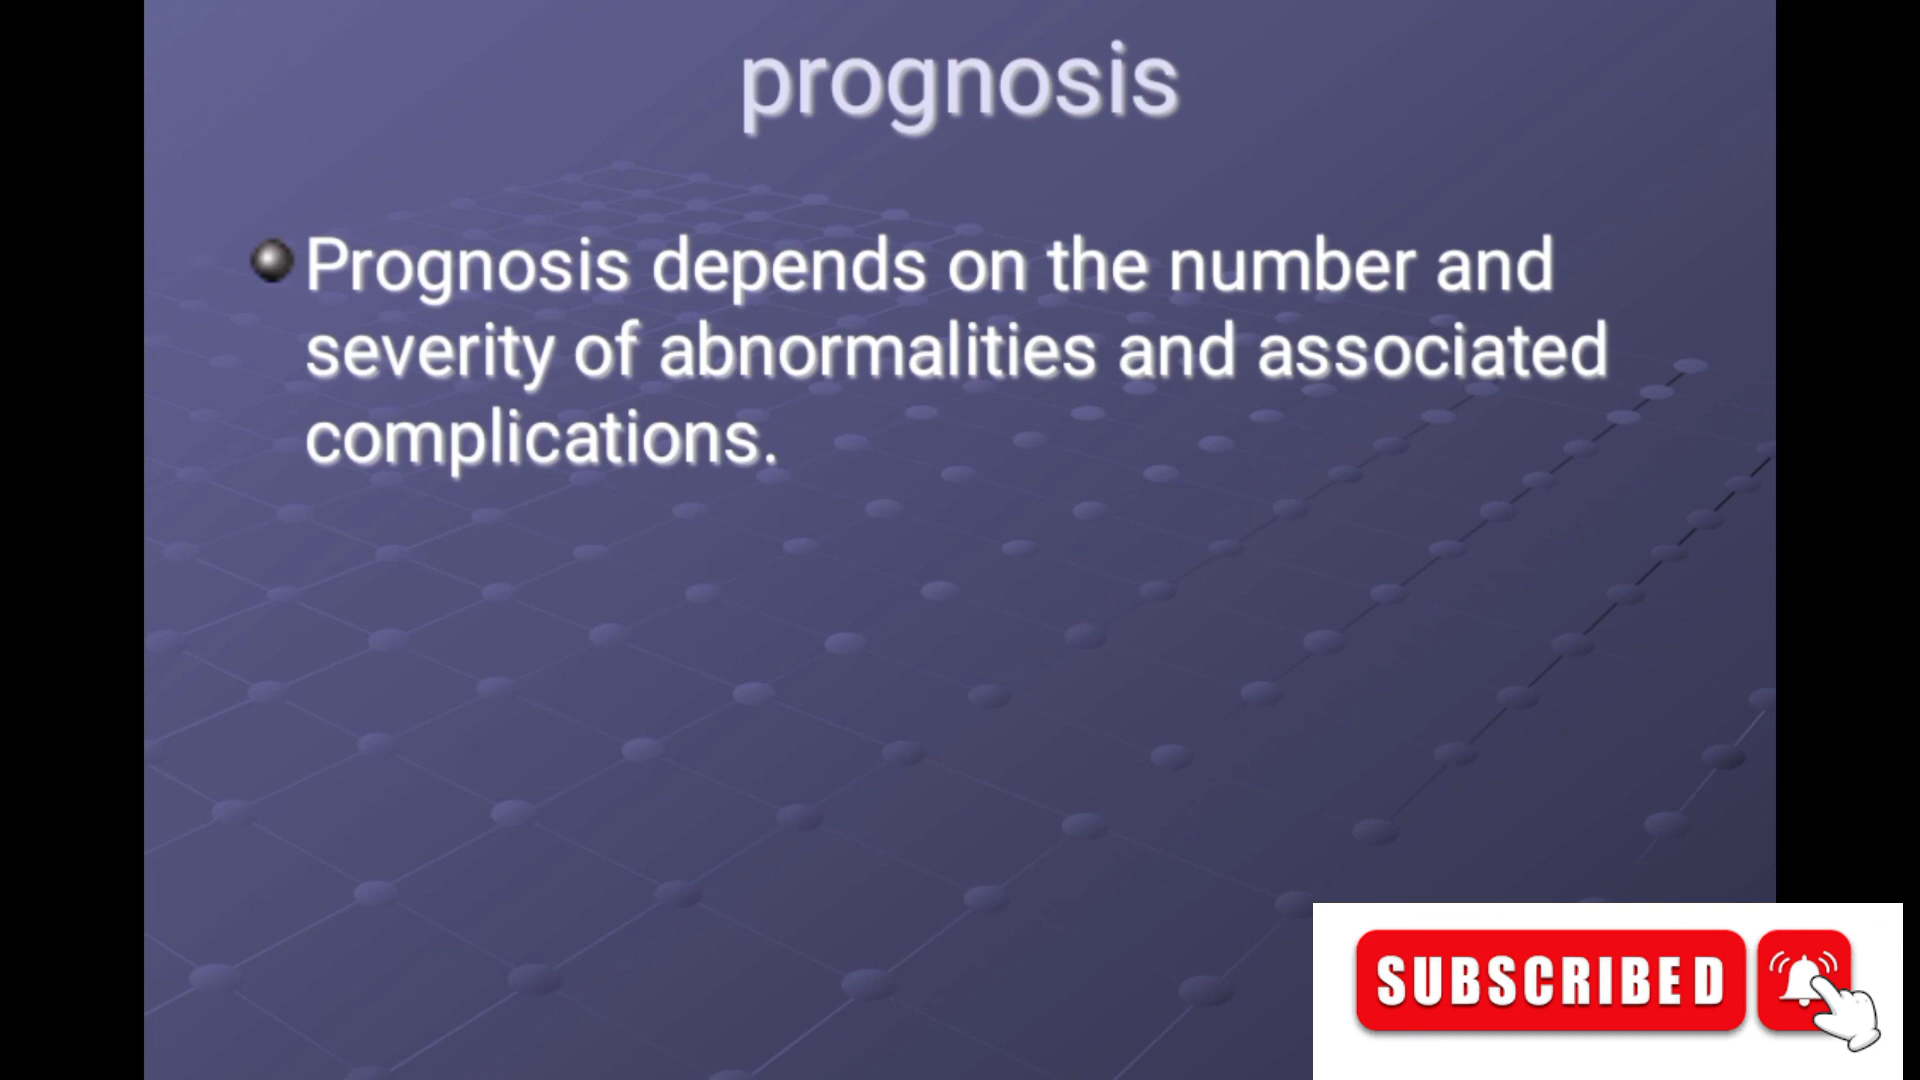 prognosis
Prognosis depends on the number and
severity of abnormalities and associated
complications.
SUBSCRIBED